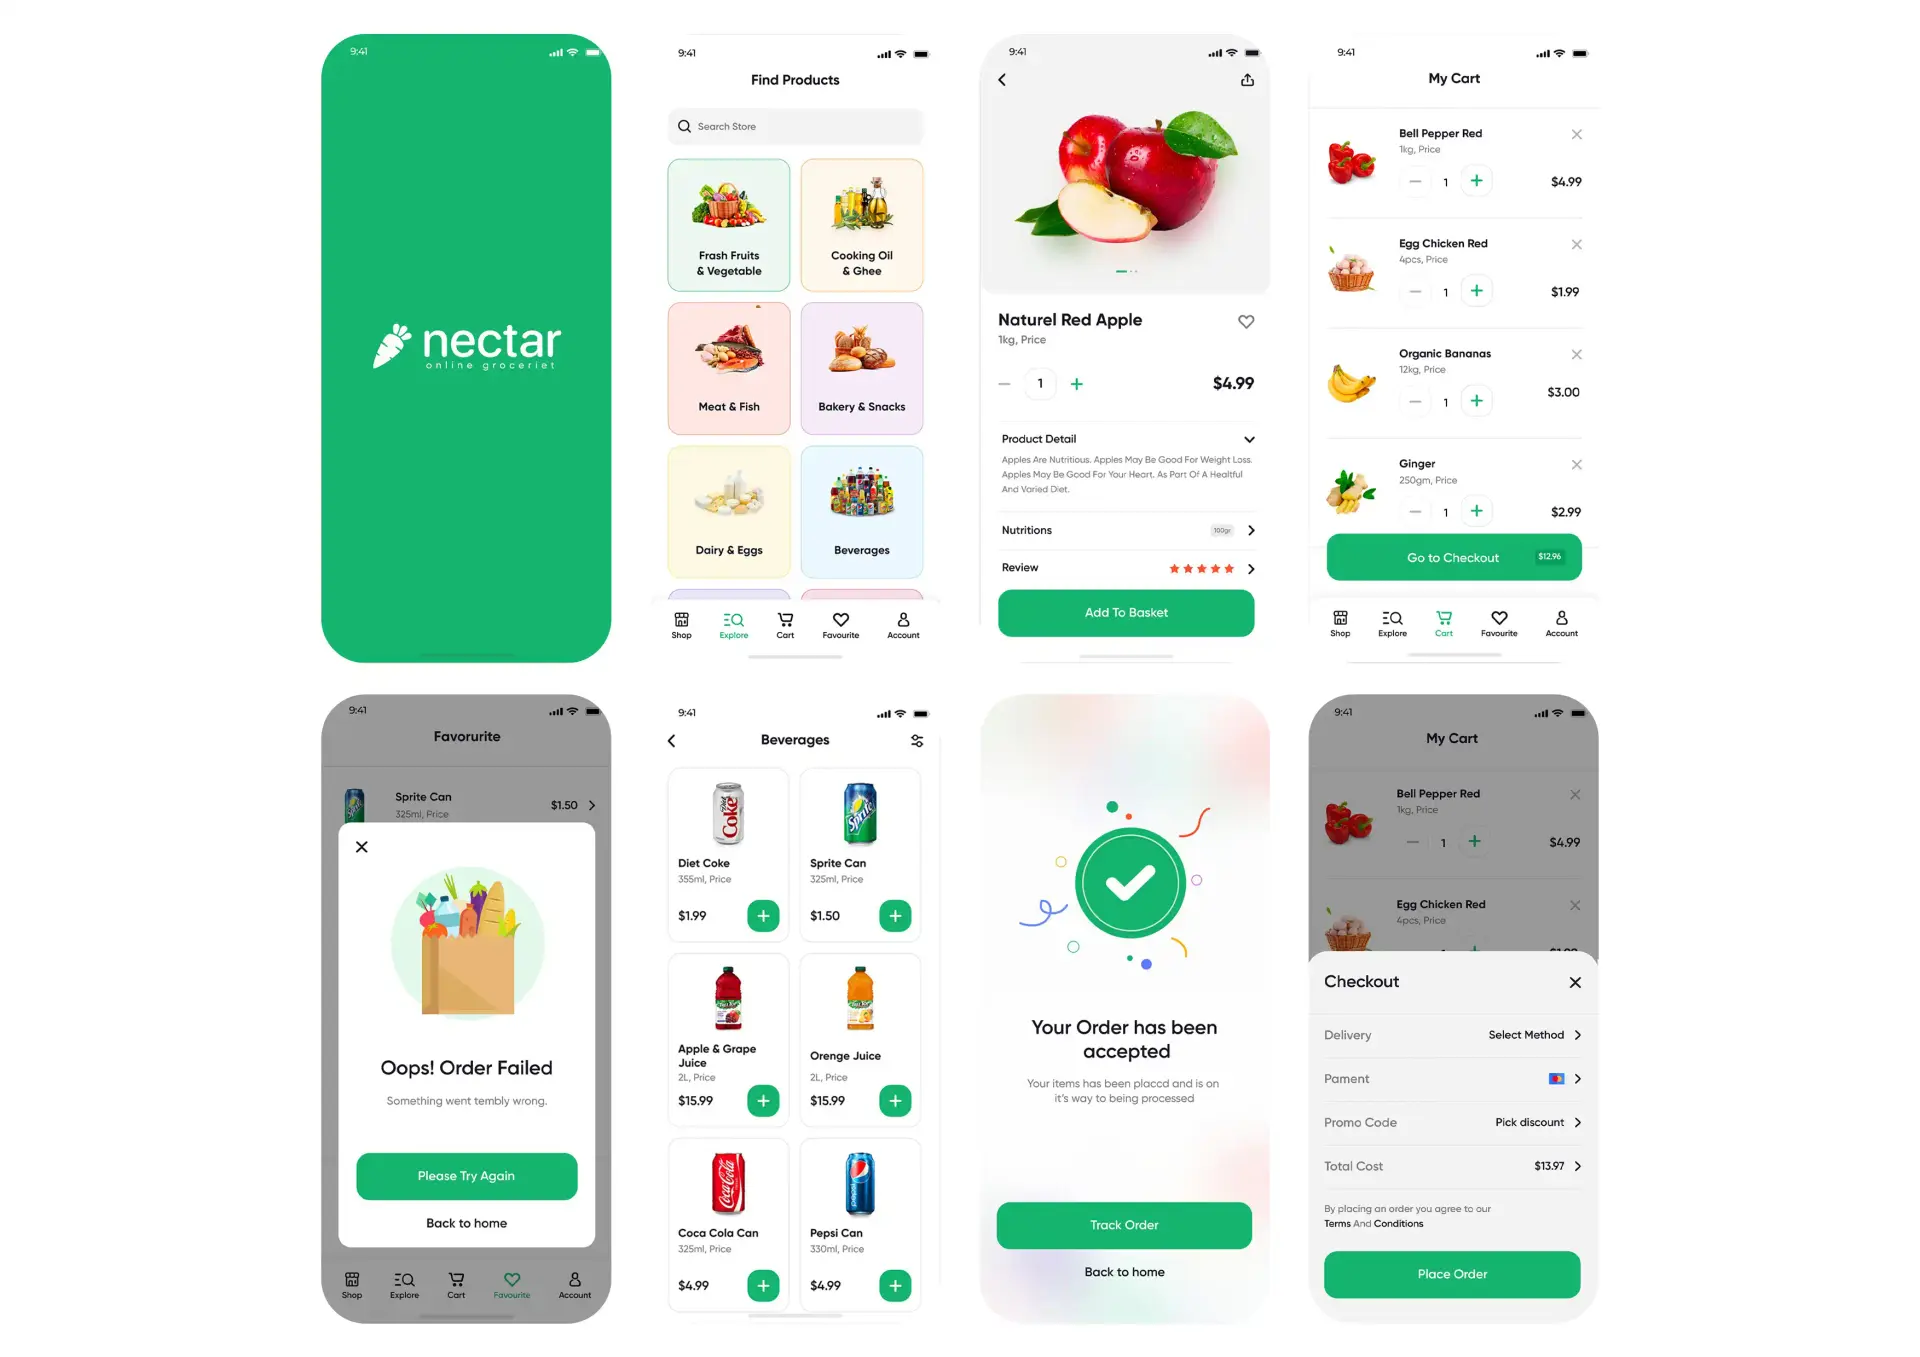 9:41
nectar
online groceriet
9:41
Find Products
Search Store
Frash Fruits
& Vegetable
Cooking Oil
& Ghee
Meat & Fish
Bakery & Snacks
Dairy & Eggs
Beverages
Shop
Explore
Cart
Favourite
Account
9:41
Naturel Red Apple
1kg, Price
1
$4.99
Product Detail
Apples Are Nutritious. Apples May Be Good For Weight Loss.
Apples May Be Good For Your Heart. As Part Of A Healtful
And Varied Diet.
Nutritions
100gr
Review
Add To Basket
9:41
My Cart
Bell Pepper Red
1kg, Price
1
$4.99
Egg Chicken Red
4pcs, Price
1
$1.99
Organic Bananas
12kg, Price
1
$3.00
Ginger
250gm, Price
1
$2.99
Go to Checkout
$12.96
Shop
Explore
Cart
Favourite
Account
9:41
Favorurite
Sprite Can
325ml, Price
$1.50
Oops! Order Failed
Something went tembly wrong.
Please Try Again
Back to home
Shop
Explore
Cart
Favourite
Account
9:41
Beverages
Diet Coke
Diet Coke
355ml, Price
$1.99
Sprite
Sprite Can
325ml, Price
$1.50
Apple & Grape
Juice
2L, Price
$15.99
Orenge Juice
2L, Price
$15.99
Coca-Cola
Coca Cola Can
325ml, Price
$4.99
pepsi
Pepsi Can
330ml, Price
$4.99
Your Order has been
accepted
Your items has been placcd and is on
it's way to being processed
Track Order
Back to home
9:41
My Cart
Bell Pepper Red
1kg, Price
1
$4.99
Egg Chicken Red
4pcs, Price
Checkout
Delivery
Select Method
Pament
Promo Code
Pick discount
Total Cost
$13.97
By placing an order you agree to our
Terms And Conditions
Place Order